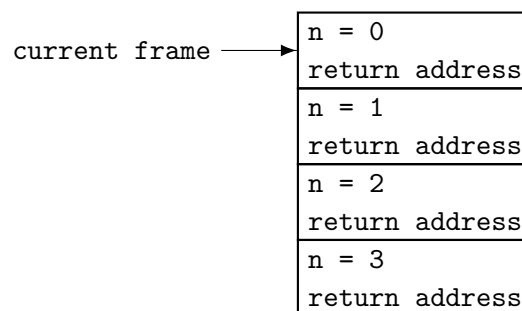 n = 0
current frame
return address
n = 1
return address
n = 2
return address
n = 3
return address